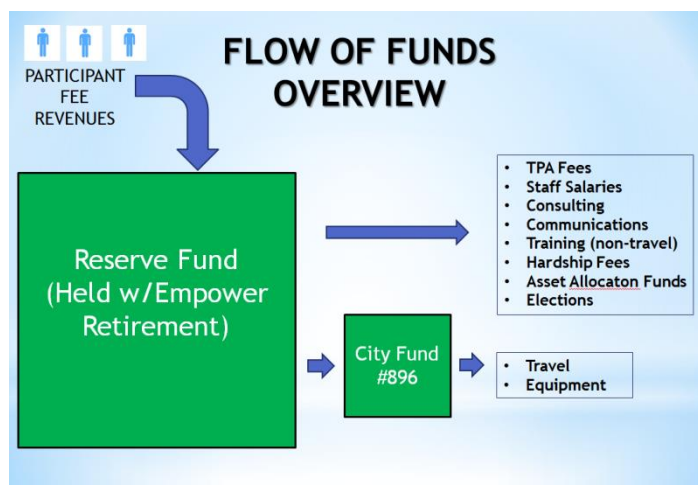 FLOW OF FUNDS
OVERVIEW
PARTICIPANT
FEE
REVENUES
Reserve Fund
(Held w/Empower
Retirement)
City Fund
#896
• TPA Fees
• Staff Salaries
• Consulting
• Communications
• Training (non-travel)
• Hardship Fees
• Asset Allocaton Funds
• Elections
• Travel
• Equipment